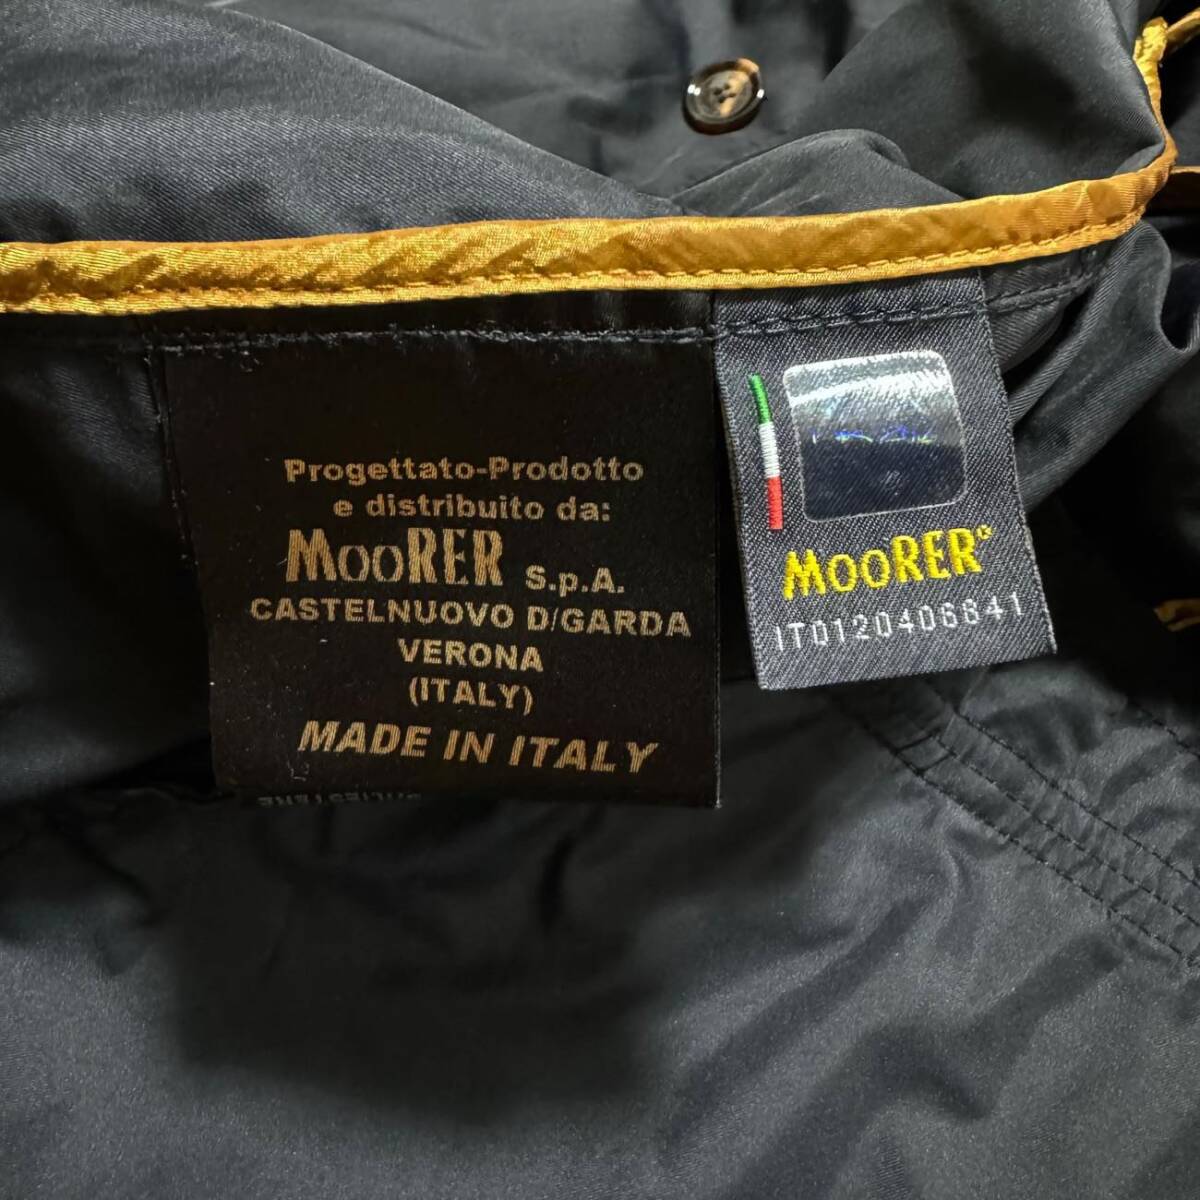 Progettato-Prodotto
e distribuito da:
MooRER S.p.A.
CASTELNUOVO D/GARDA
VERONA
(ITALY)
MADE IN ITALY
MooRER®
IT0120406841